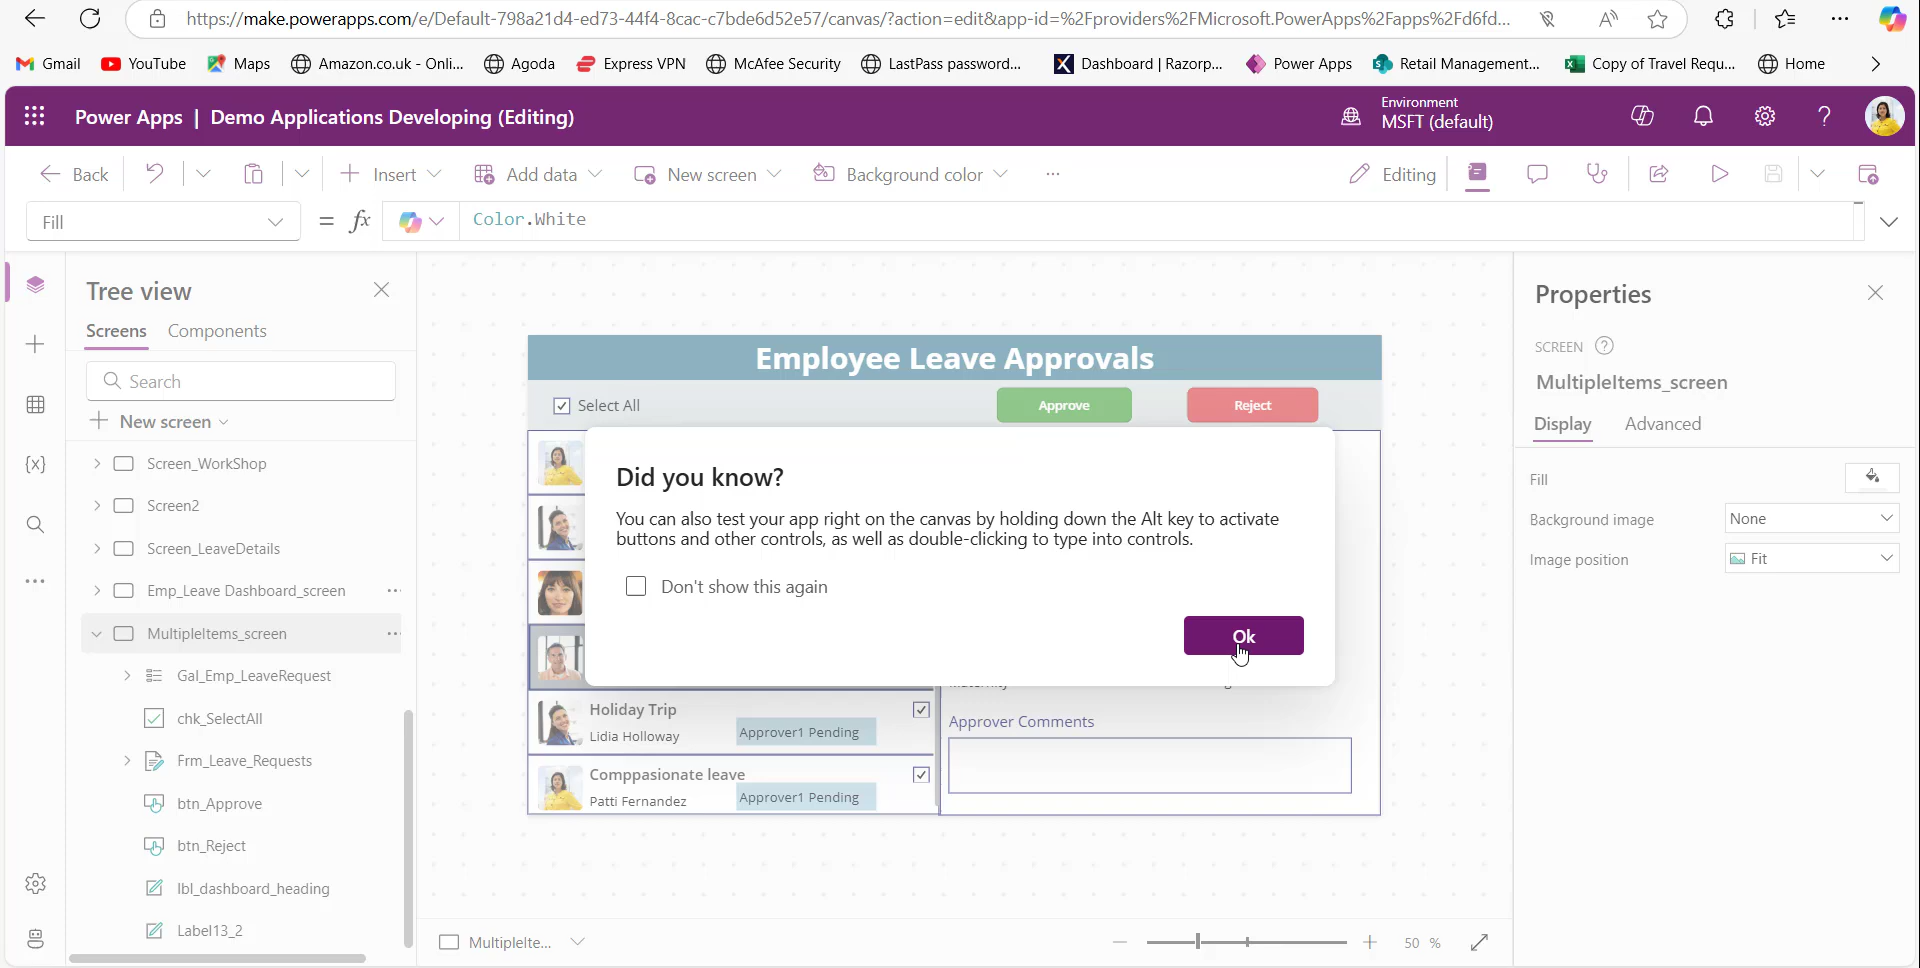 https://make.powerapps.com/e/Default-798a21d4-ed73-44f4-8cac-c7bde6d52e57/canvas/?action=edit&app-id=%2Fproviders%2FMicrosoft.PowerApps%2Fapps%2Fd6fd...
Gmail YouTube Maps Amazon.co.uk - Onli... Agoda Express VPN McAfee Security LastPass password... Dashboard | Razorp... Power Apps Retail Management... Copy of Travel Requ... Home
Power Apps | Demo Applications Developing (Editing)
Environment
MSFT (default)
Back Insert Add data New screen Background color ... Editing
Fill = fx Color.White
Tree view
Screens Components
Search
New screen
Screen_WorkShop
Screen2
Screen_LeaveDetails
Emp_Leave Dashboard_screen
MultipleItems_screen
Gal_Emp_LeaveRequest
chk_SelectAll
Frm_Leave_Requests
btn_Approve
btn_Reject
lbl_dashboard_heading
Label13_2
Employee Leave Approvals
Select All Approve Reject
Did you know?
You can also test your app right on the canvas by holding down the Alt key to activate
buttons and other controls, as well as double-clicking to type into controls.
Don't show this again
Ok
Holiday Trip
Lidia Holloway Approver1 Pending
Comppasionate leave
Patti Fernandez Approver1 Pending
Approver Comments
MultipleIte... 50 %
Properties
SCREEN
MultipleItems_screen
Display Advanced
Fill
Background image None
Image position Fit